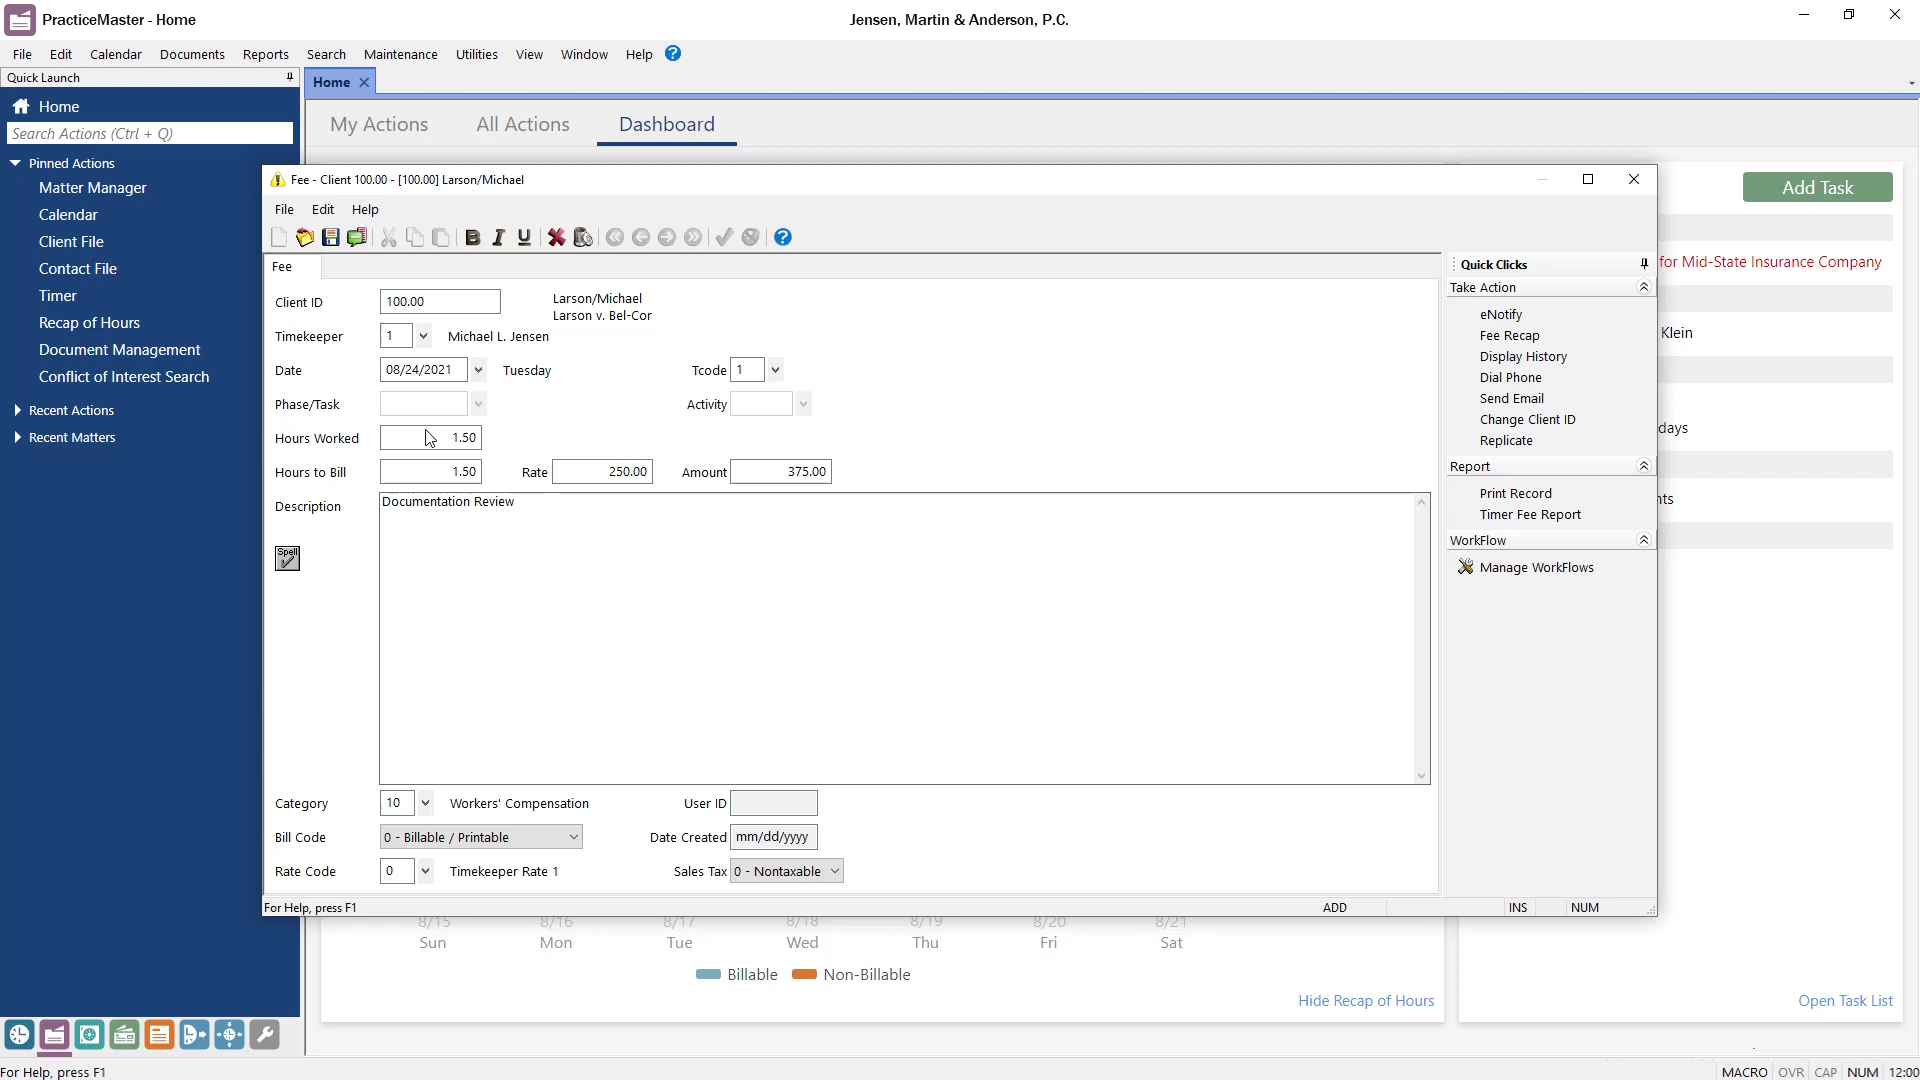 PracticeMaster - Home
Jensen, Martin & Anderson, P.C.
File Edit Calendar Documents Reports Search Maintenance Utilities View Window Help
Quick Launch
Home
Home
Search Actions (Ctrl + Q)
My Actions All Actions Dashboard
Pinned Actions
Matter Manager
Calendar
Client File
Contact File
Timer
Recap of Hours
Document Management
Conflict of Interest Search
Recent Actions
Recent Matters
Add Task
for Mid-State Insurance Company
Klein
days
Fee - Client 100.00 - [100.00] Larson/Michael
File Edit Help
B I U
Fee
Client ID 100.00 Larson/Michael
Larson v. Bel-Cor
Timekeeper 1 Michael L. Jensen
Date 08/24/2021 Tuesday Tcode 1
Phase/Task Activity
Hours Worked 1.50
Hours to Bill 1.50 Rate 250.00 Amount 375.00
Description Documentation Review
Spell
Category 10 Workers' Compensation User ID
Bill Code 0 - Billable / Printable Date Created mm/dd/yyyy
Rate Code 0 Timekeeper Rate 1 Sales Tax 0 - Nontaxable
For Help, press F1 ADD INS NUM
Quick Clicks
Take Action
eNotify
Fee Recap
Display History
Dial Phone
Send Email
Change Client ID
Replicate
Report
Print Record
Timer Fee Report
WorkFlow
Manage WorkFlows
8/15 8/16 8/17 8/18 8/19 8/20 8/21
Sun Mon Tue Wed Thu Fri Sat
Billable Non-Billable
Hide Recap of Hours
Open Task List
For Help, press F1
MACRO OVR CAP NUM 12:00